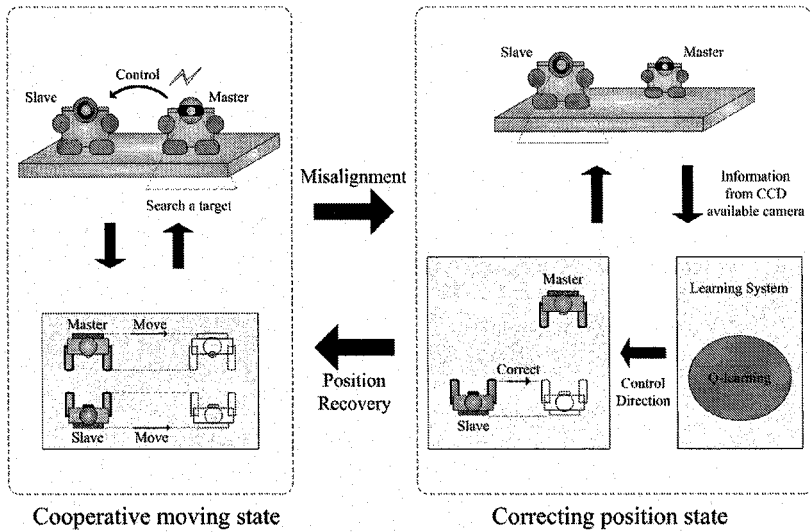 Slave
Control
Master
Search a target
Master
Move
Slave
Move
Cooperative moving state
Misalignment
Position
Recovery
Slave
Master
Information
from CCD
available camera
Master
Correct
Slave
Control
Direction
Learning System
Q-learning
Correcting position state